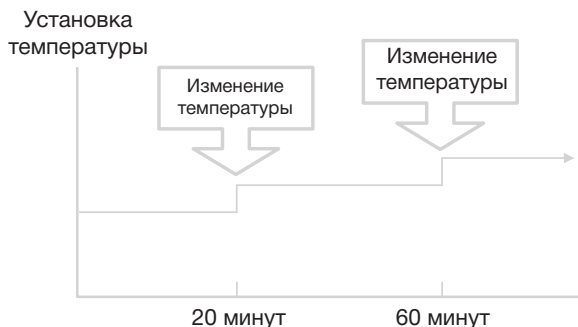 Установка
температуры
Изменение
температуры
Изменение
температуры
20 минут
60 минут